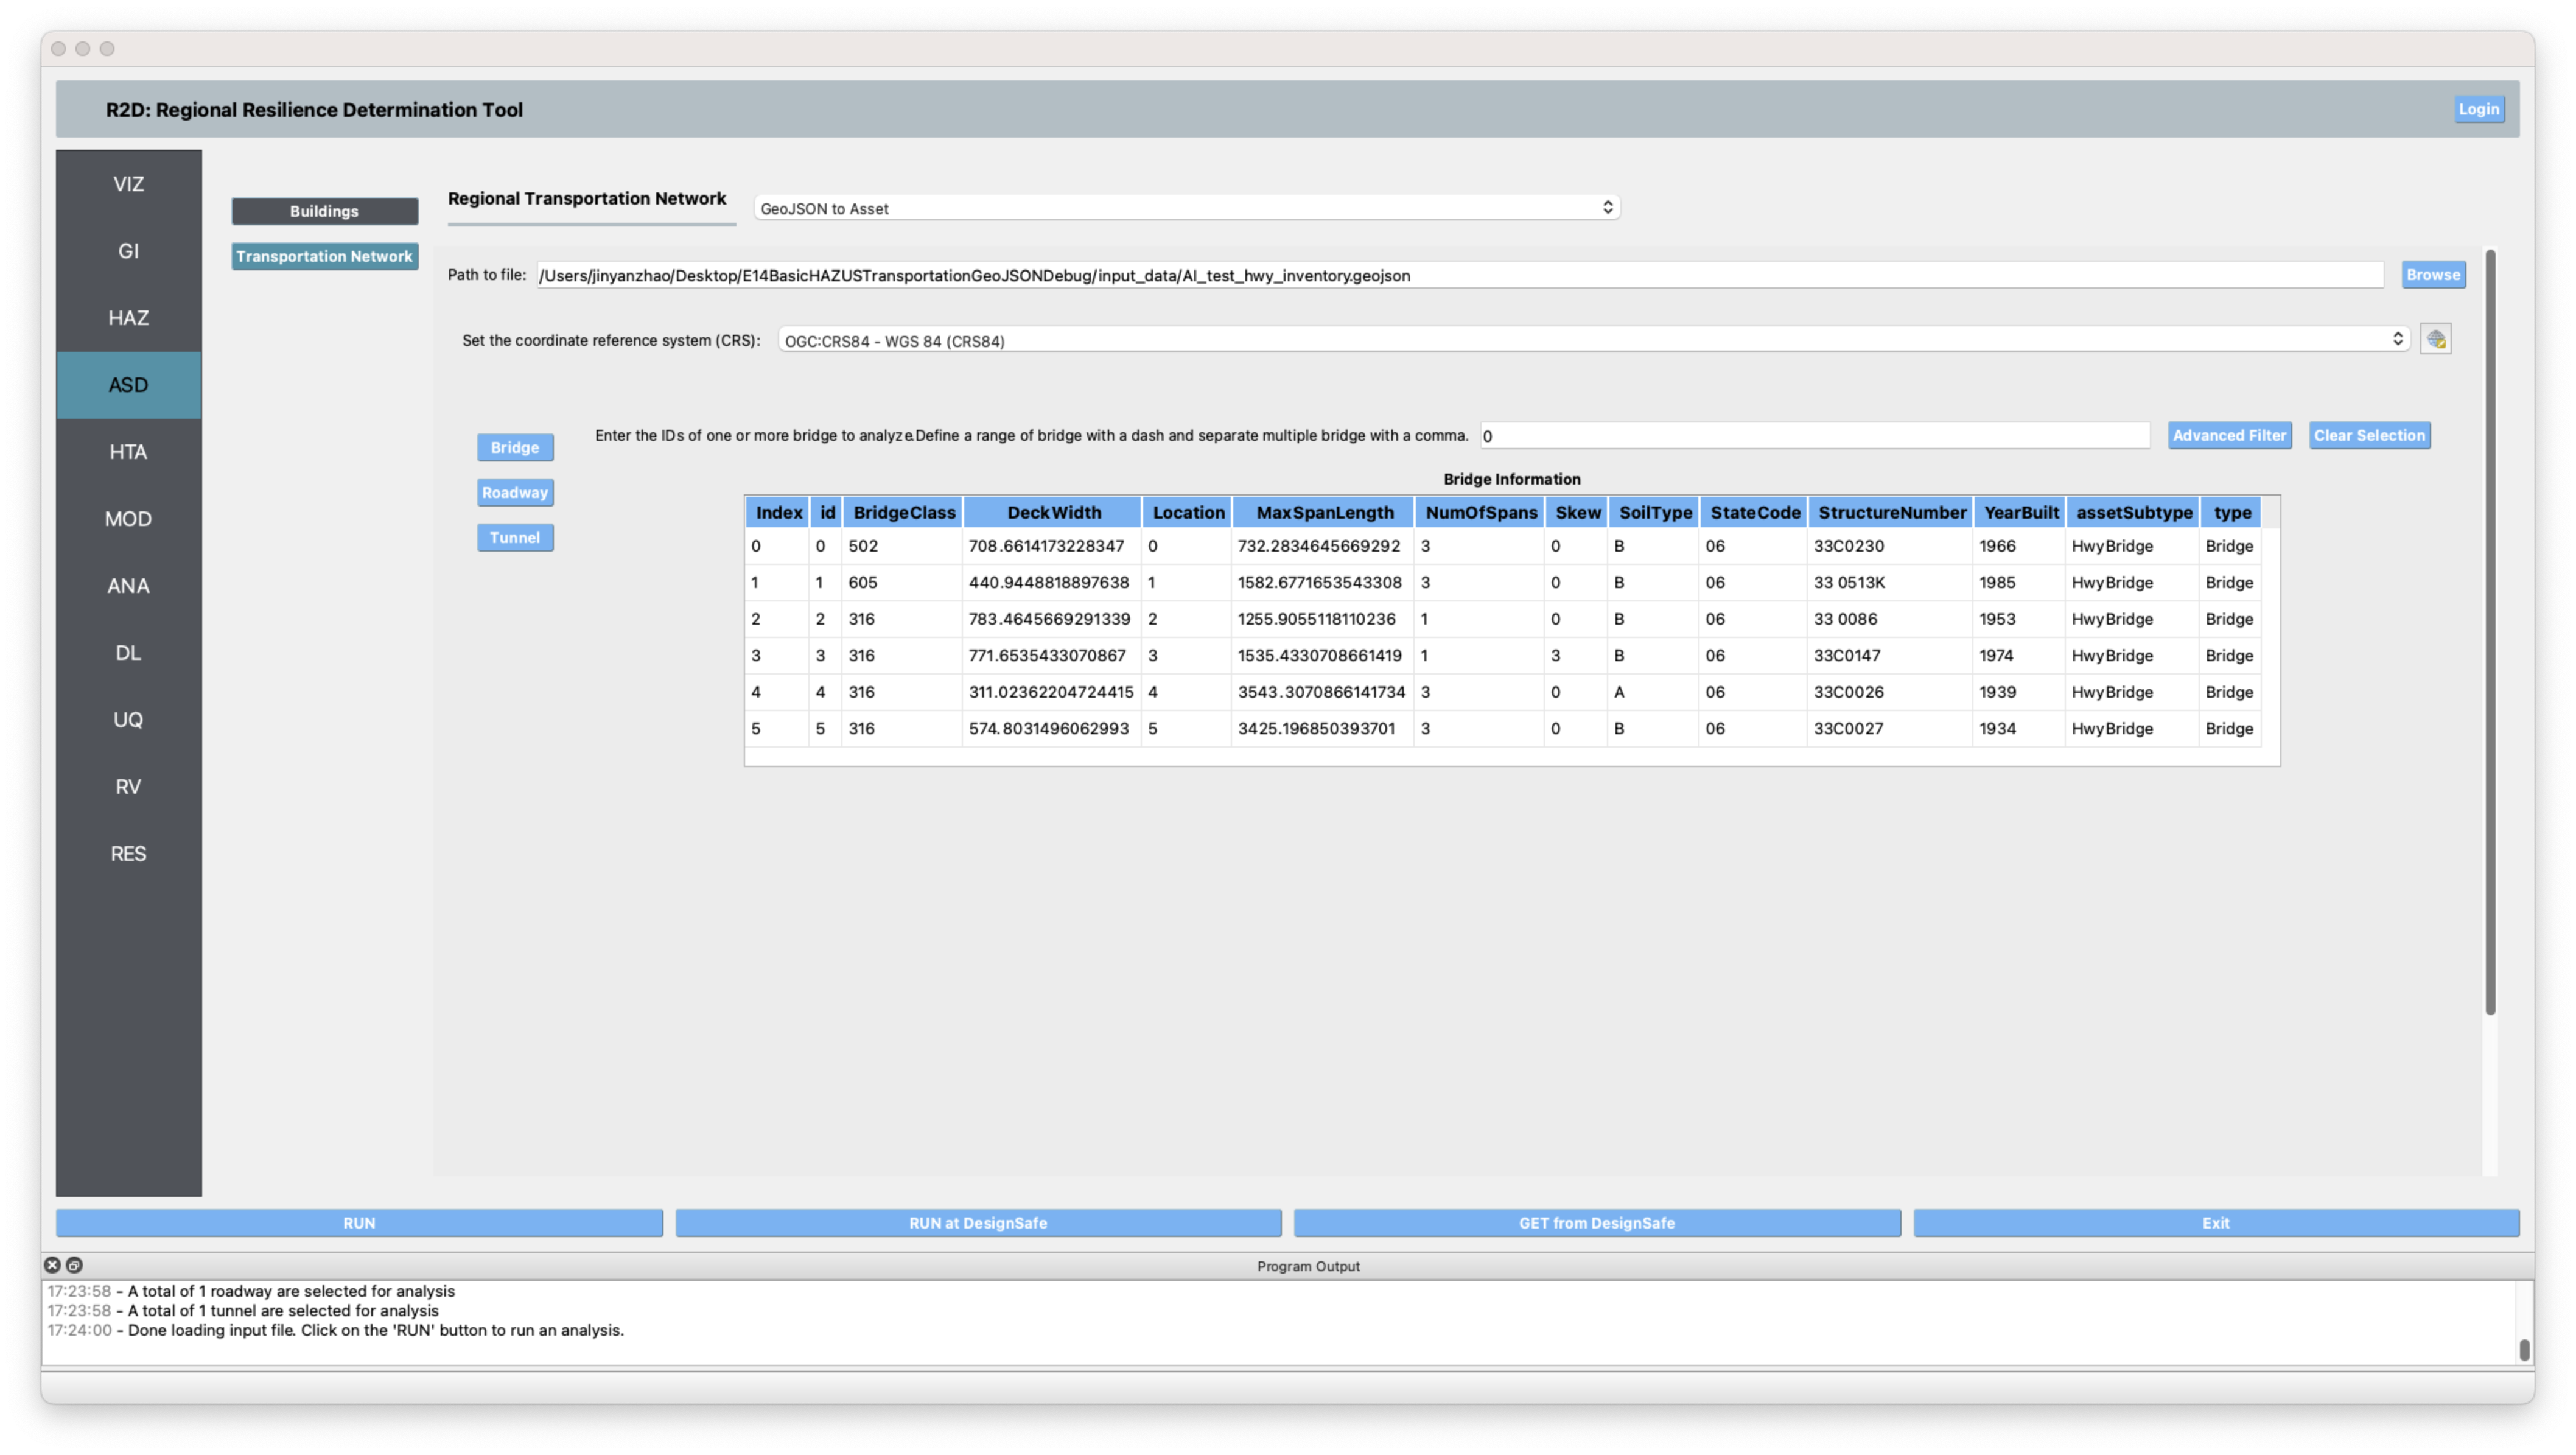 R2D: Regional Resilience Determination Tool
Login
VIZ
GI
HAZ
ASD
HTA
MOD
ANA
DL
UQ
RV
RES
Buildings
Transportation Network
Regional Transportation Network
GeoJSON to Asset
Path to file: /Users/jinyanzhao/Desktop/E14BasicHAZUSTransportationGeoJSONDebug/input_data/AI_test_hwy_inventory.geojson Browse
Set the coordinate reference system (CRS): OGC:CRS84 - WGS 84 (CRS84)
Bridge
Roadway
Tunnel
Enter the IDs of one or more bridge to analyze.Define a range of bridge with a dash and separate multiple bridge with a comma. 0 Advanced Filter Clear Selection
Bridge Information
Index id BridgeClass DeckWidth Location MaxSpanLength NumOfSpans Skew SoilType StateCode StructureNumber YearBuilt assetSubtype type
0 0 502 708.6614173228347 0 732.2834645669292 3 0 B 06 33C0230 1966 HwyBridge Bridge
1 1 605 440.9448818897638 1 1582.6771653543308 3 0 B 06 33 0513K 1985 HwyBridge Bridge
2 2 316 783.4645669291339 2 1255.9055118110236 1 0 B 06 33 0086 1953 HwyBridge Bridge
3 3 316 771.6535433070867 3 1535.4330708661419 1 3 B 06 33C0147 1974 HwyBridge Bridge
4 4 316 311.02362204724415 4 3543.3070866141734 3 0 A 06 33C0026 1939 HwyBridge Bridge
5 5 316 574.8031496062993 5 3425.196850393701 3 0 B 06 33C0027 1934 HwyBridge Bridge
RUN
RUN at DesignSafe
GET from DesignSafe
Exit
Program Output
17:23:58 - A total of 1 roadway are selected for analysis
17:23:58 - A total of 1 tunnel are selected for analysis
17:24:00 - Done loading input file. Click on the 'RUN' button to run an analysis.